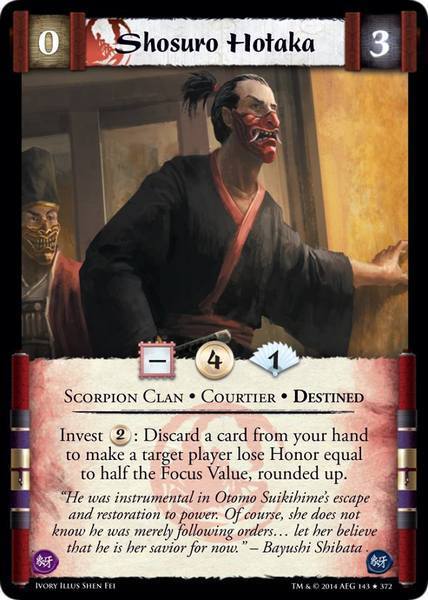 0 Shosuro Hotaka 3
– 4 1
Scorpion Clan • Courtier • Destined
Invest 2 : Discard a card from your hand
to make a target player lose Honor equal
to half the Focus Value, rounded up.
“He was instrumental in Otomo Suikihime’s escape
and restoration to power. Of course, she does not
know he was merely following orders… let her believe
that he is her savior for now.” – Bayushi Shibata .
Ivory Illus Shen Fei TM & © 2014 AEG 143 ★ 372